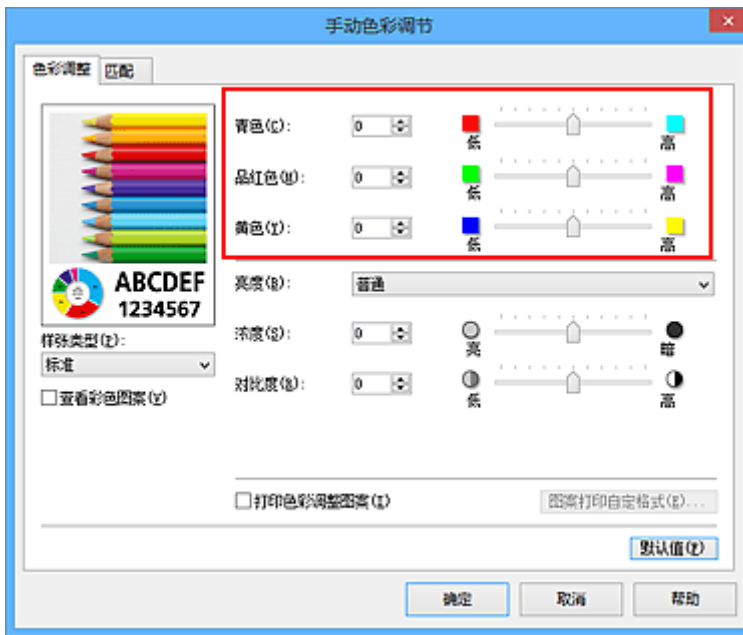 手动色彩调节
色彩调整 匹配
青色(C): 0 低 高
品红色(M): 0 低 高
黄色(Y): 0 低 高
ABCDEF
1234567
亮度(B): 普通
样张类型(P):
标准
浓度(S): 0 亮 暗
查看彩色图案(V)
对比度(R): 0 低 高
打印色彩调整图案(I) 图案打印自定格式(E)...
默认值(F)
确定 取消 帮助